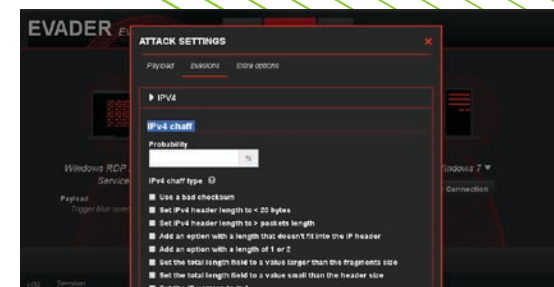 EVADER
ATTACK SETTINGS
Payload Evasions Extra options
IPV4
IPv4 chaff
Probability
%
IPv4 chaff type
Use a bad checksum
Set IPv4 header length to < 20 bytes
Set IPv4 header length to > packets length
Add an option with a length that doesn't fit into the IP header
Add an option with a length of 1 or 2
Set the total length field to a value larger than the fragments size
Set the total length field to a value small than the header size
Windows RDP
Service
Payload
Windows 7
Connection
Log Terminal